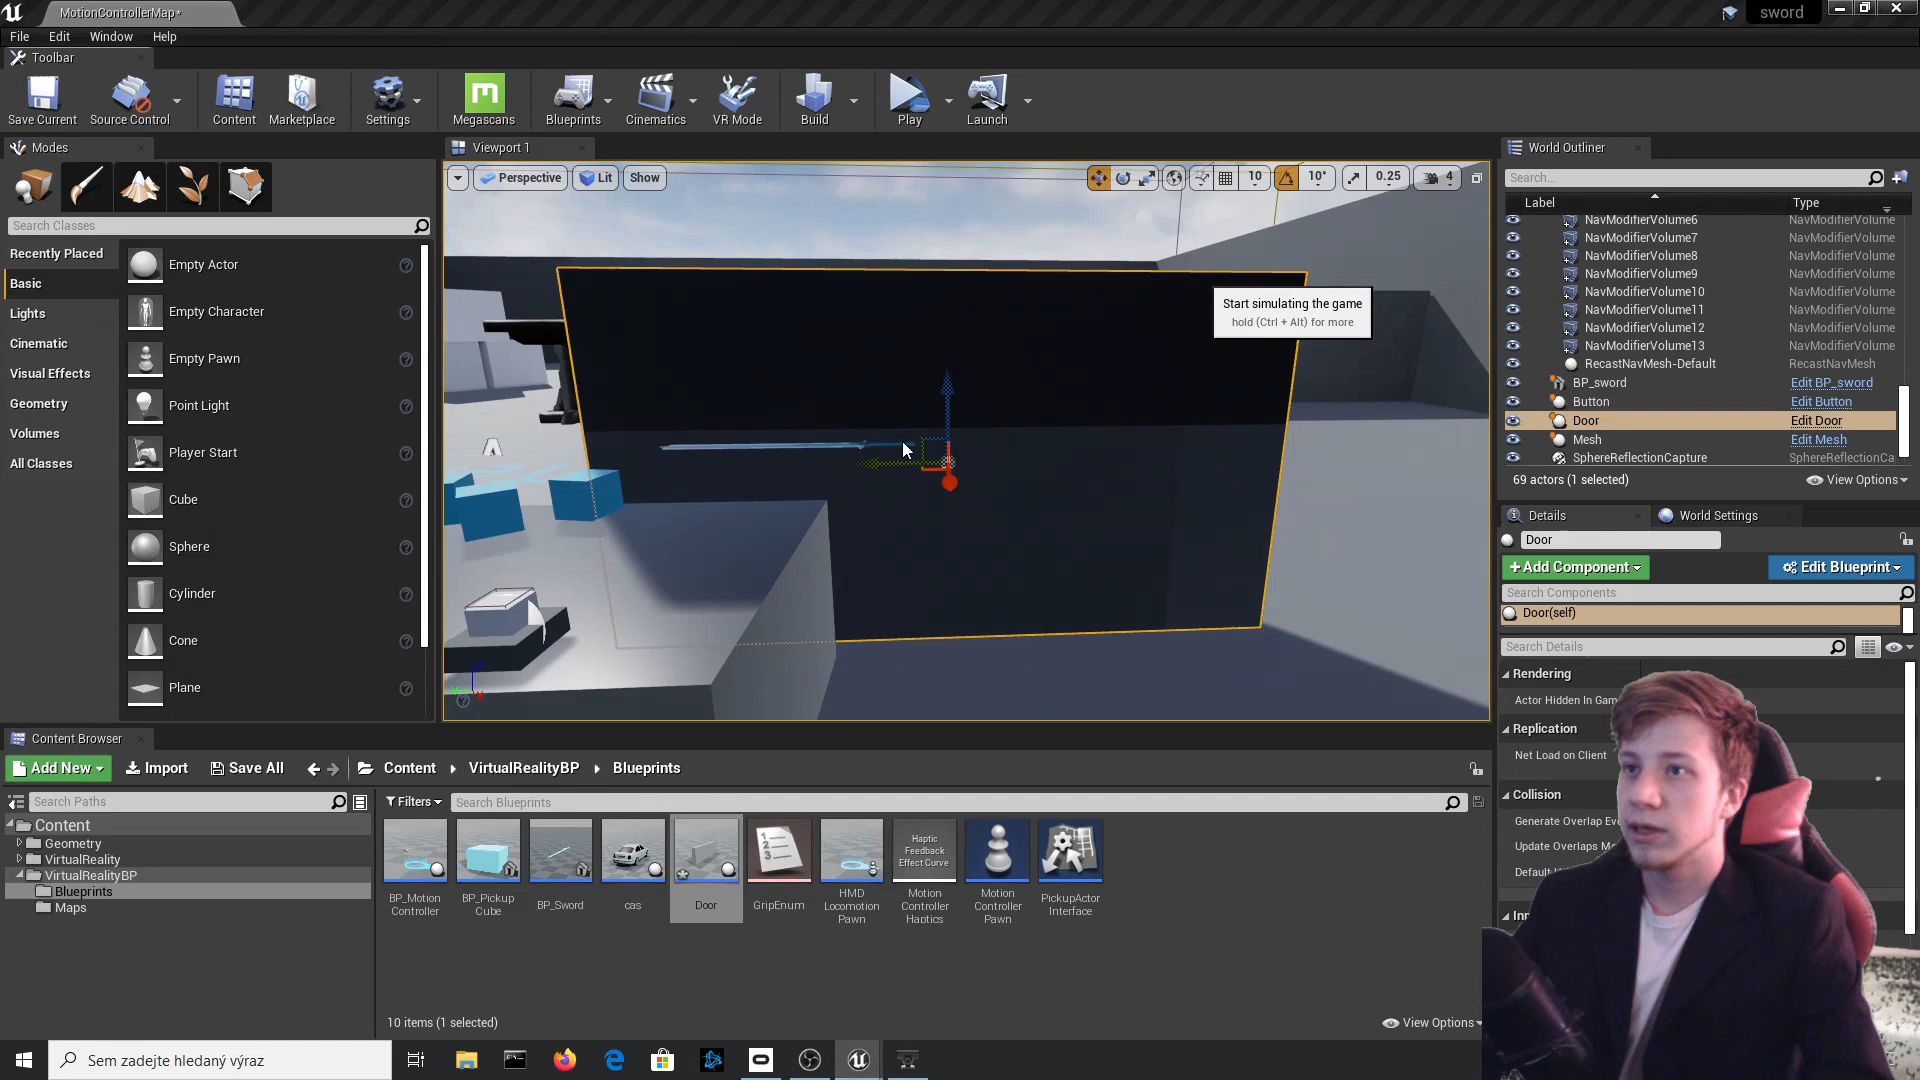 MotionControllerMap*
sword
File Edit Window Help
Toolbar
Save Current
Source Control
Content
Marketplace
Settings
Megascans
Blueprints
Cinematics
VR Mode
Build
Play
Launch
Modes
Search Classes
Recently Placed
Basic
Lights
Cinematic
Visual Effects
Geometry
Volumes
All Classes
Empty Actor
Empty Character
Empty Pawn
Point Light
Player Start
Cube
Sphere
Cylinder
Cone
Plane
Viewport 1
Perspective Lit Show
10 10° 0.25 4
Start simulating the game
hold (Ctrl + Alt) for more
World Outliner
Search...
Label Type
NavModifierVolume6 NavModifierVolume
NavModifierVolume7 NavModifierVolume
NavModifierVolume8 NavModifierVolume
NavModifierVolume9 NavModifierVolume
NavModifierVolume10 NavModifierVolume
NavModifierVolume11 NavModifierVolume
NavModifierVolume12 NavModifierVolume
NavModifierVolume13 NavModifierVolume
RecastNavMesh-Default RecastNavMesh
BP_sword Edit BP_sword
Button Edit Button
Door Edit Door
Mesh Edit Mesh
SphereReflectionCapture SphereReflectionCa
69 actors (1 selected) View Options
Details
World Settings
Door
+Add Component
Edit Blueprint
Search Components
Door(self)
Search Details
Rendering
Actor Hidden In Gam
Replication
Net Load on Client
Collision
Generate Overlap Eve
Update Overlaps M
Default
Content Browser
Add New Import Save All Content VirtualRealityBP Blueprints
Search Paths
Filters
Search Blueprints
Content
Geometry
VirtualReality
VirtualRealityBP
Blueprints
Maps
BP_Motion
Controller
BP_Pickup
Cube
BP_Sword
cas
Door
GripEnum
HMD
Locomotion
Pawn
Haptic
Feedback
Effect Curve
Motion
Controller
Haptics
Motion
Controller
Pawn
PickupActor
Interface
10 items (1 selected)
View Options
Sem zadejte hledaný výraz